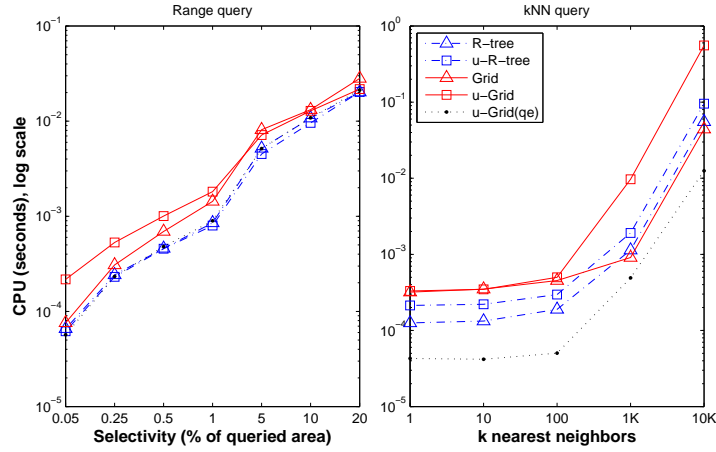 Range query
kNN query
CPU (seconds), log scale
10⁻¹
10⁻²
10⁻³
10⁻⁴
10⁻⁵
0.05 0.25 0.5 1 5 10 20
Selectivity (% of queried area)
10⁰
10⁻¹
10⁻²
10⁻³
10⁻⁴
10⁻⁵
1 10 100 1K 10K
k nearest neighbors
R−tree
u−R−tree
Grid
u−Grid
u−Grid(qe)